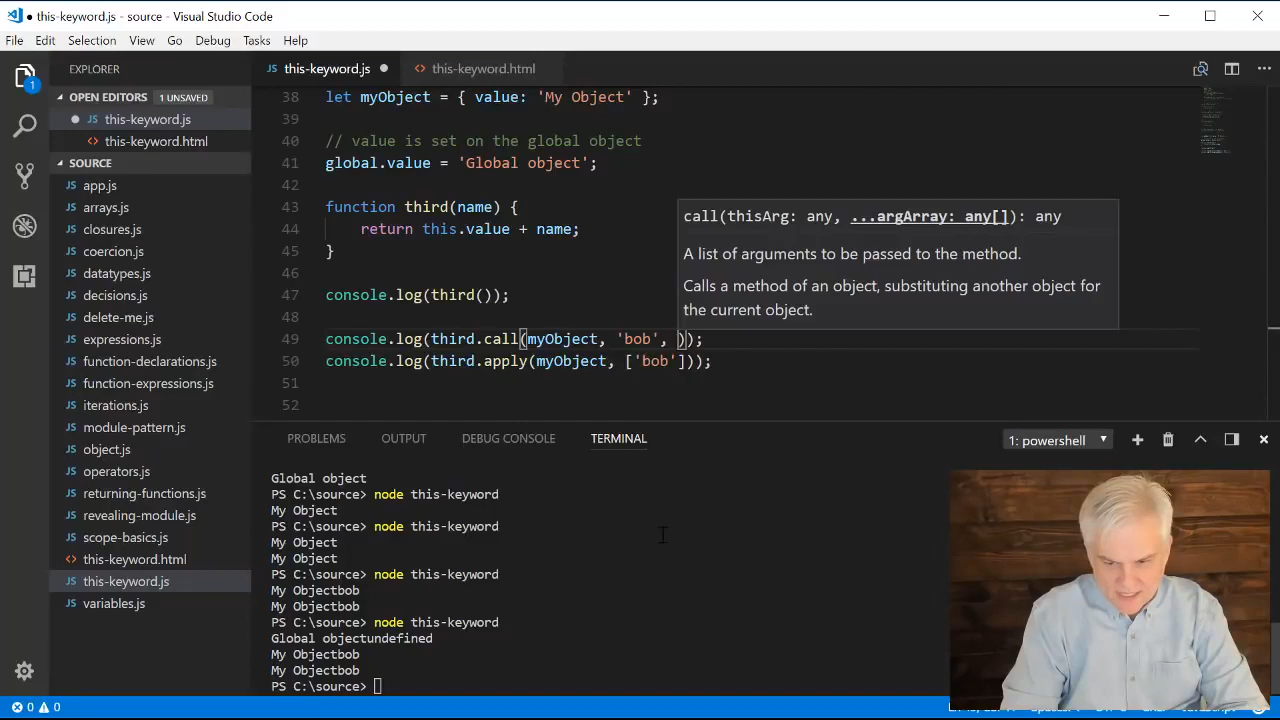 this-keyword.js - source - Visual Studio Code
File Edit Selection View Go Debug Tasks Help
EXPLORER
OPEN EDITORS 1 UNSAVED
this-keyword.js
this-keyword.html
SOURCE
JS app.js
JS arrays.js
JS closures.js
JS coercion.js
JS datatypes.js
JS decisions.js
JS delete-me.js
JS expressions.js
JS function-declarations.js
JS function-expressions.js
JS iterations.js
JS module-pattern.js
JS object.js
JS operators.js
JS returning-functions.js
JS revealing-module.js
JS scope-basics.js
this-keyword.html
JS this-keyword.js
JS variables.js
1
JS this-keyword.js
this-keyword.html
38 let myObject = { value: 'My Object' };
39
40 // value is set on the global object
41 global.value = 'Global object';
42
43 function third(name) {
44 return this.value + name;
45 }
46
47 console.log(third());
48
49 console.log(third.call(myObject, 'bob', ));
50 console.log(third.apply(myObject, ['bob']));
51
52
call(thisArg: any, ...argArray: any[]): any
A list of arguments to be passed to the method.
Calls a method of an object, substituting another object for
the current object.
PROBLEMS OUTPUT DEBUG CONSOLE TERMINAL 1: powershell
Global object
PS C:\source> node this-keyword
My Object
PS C:\source> node this-keyword
My Object
My Object
PS C:\source> node this-keyword
My Objectbob
My Objectbob
PS C:\source> node this-keyword
Global objectundefined
My Objectbob
My Objectbob
PS C:\source>
0 0